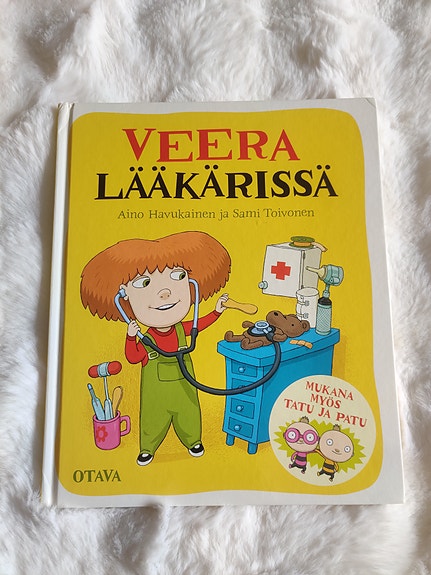 VEERA
LÄÄKÄRISSÄ
Aino Havukainen ja Sami Toivonen
MUKANA
MYÖS
TATU JA PATU
OTAVA